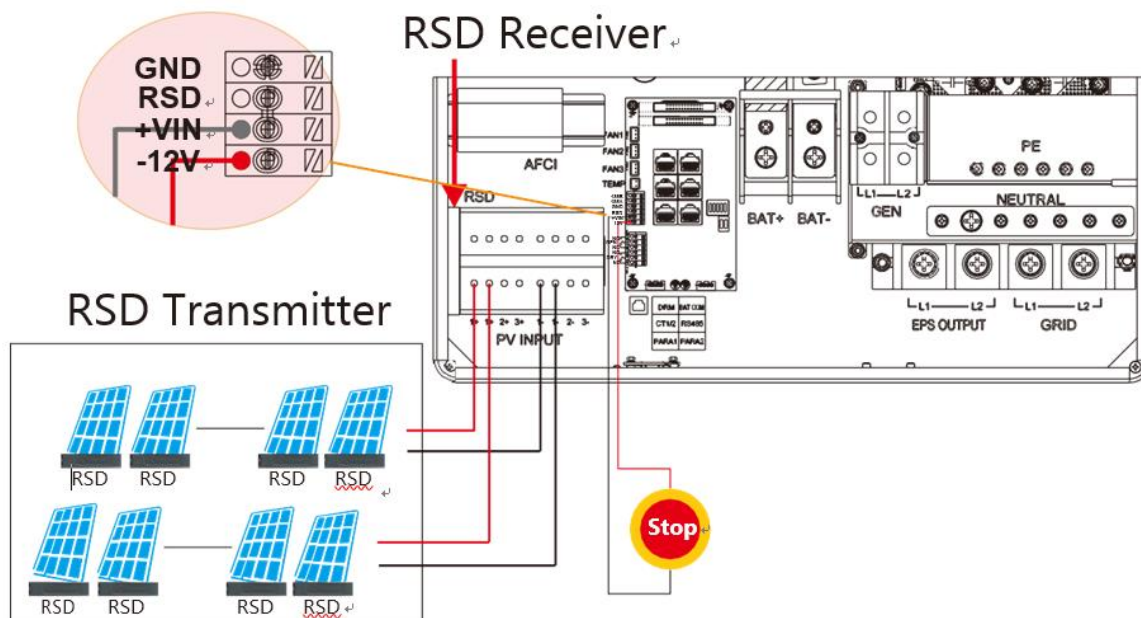 RSD Receiver
GND
RSD
+VIN
-12V
AFCI
FAN1
FAN2
FAN3
TEMP
RSD
BAT+ BAT-
L1 L2
GEN
PE
NEUTRAL
L1 L2 L1 L2
EPS OUTPUT GRID
DRM BAT COM
CT1/2 RS485
PARA1 PARA2
1+ 1+ 2+ 3+ 1- 1- 2- 3-
PV INPUT
RSD Transmitter
RSD RSD RSD RSD
RSD RSD RSD RSD
Stop